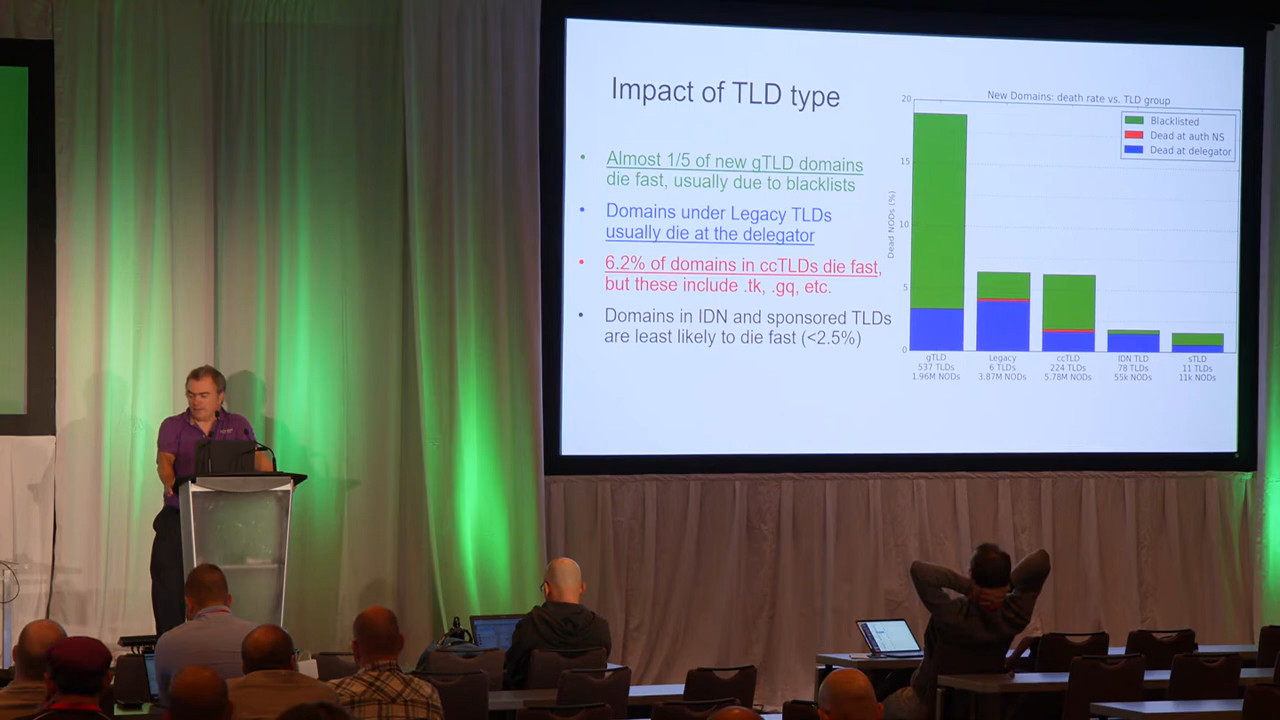 Impact of TLD type
• Almost 1/5 of new gTLD domains
die fast, usually due to blacklists
• Domains under Legacy TLDs
usually die at the delegator
• 6.2% of domains in ccTLDs die fast,
but these include .tk, .gq, etc.
• Domains in IDN and sponsored TLDs
are least likely to die fast (<2.5%)
New Domains: death rate vs. TLD group
Blacklisted
Dead at auth NS
Dead at delegator
Dead NODs (%)
20
15
10
5
0
gTLD
537 TLDs
1.96M NODs
Legacy
6 TLDs
3.87M NODs
ccTLD
224 TLDs
5.78M NODs
IDN TLD
78 TLDs
55k NODs
sTLD
11 TLDs
11k NODs